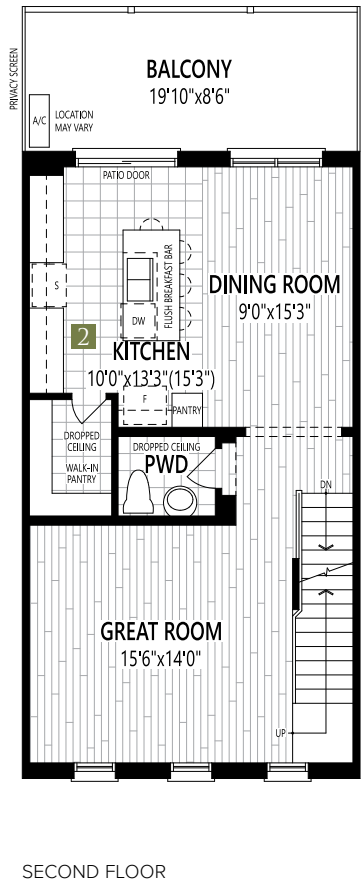 PRIVACY SCREEN
BALCONY
19'10"x8'6"
A/C
LOCATION
MAY VARY
PATIO DOOR
S
FLUSH BREAKFAST BAR
DW
DINING ROOM
9'0"x15'3"
2
KITCHEN
10'0"x13'3"(15'3")
F
PANTRY
DROPPED
CEILING
WALK-IN
PANTRY
DROPPED CEILING
PWD
DN
GREAT ROOM
15'6"x14'0"
UP
SECOND FLOOR